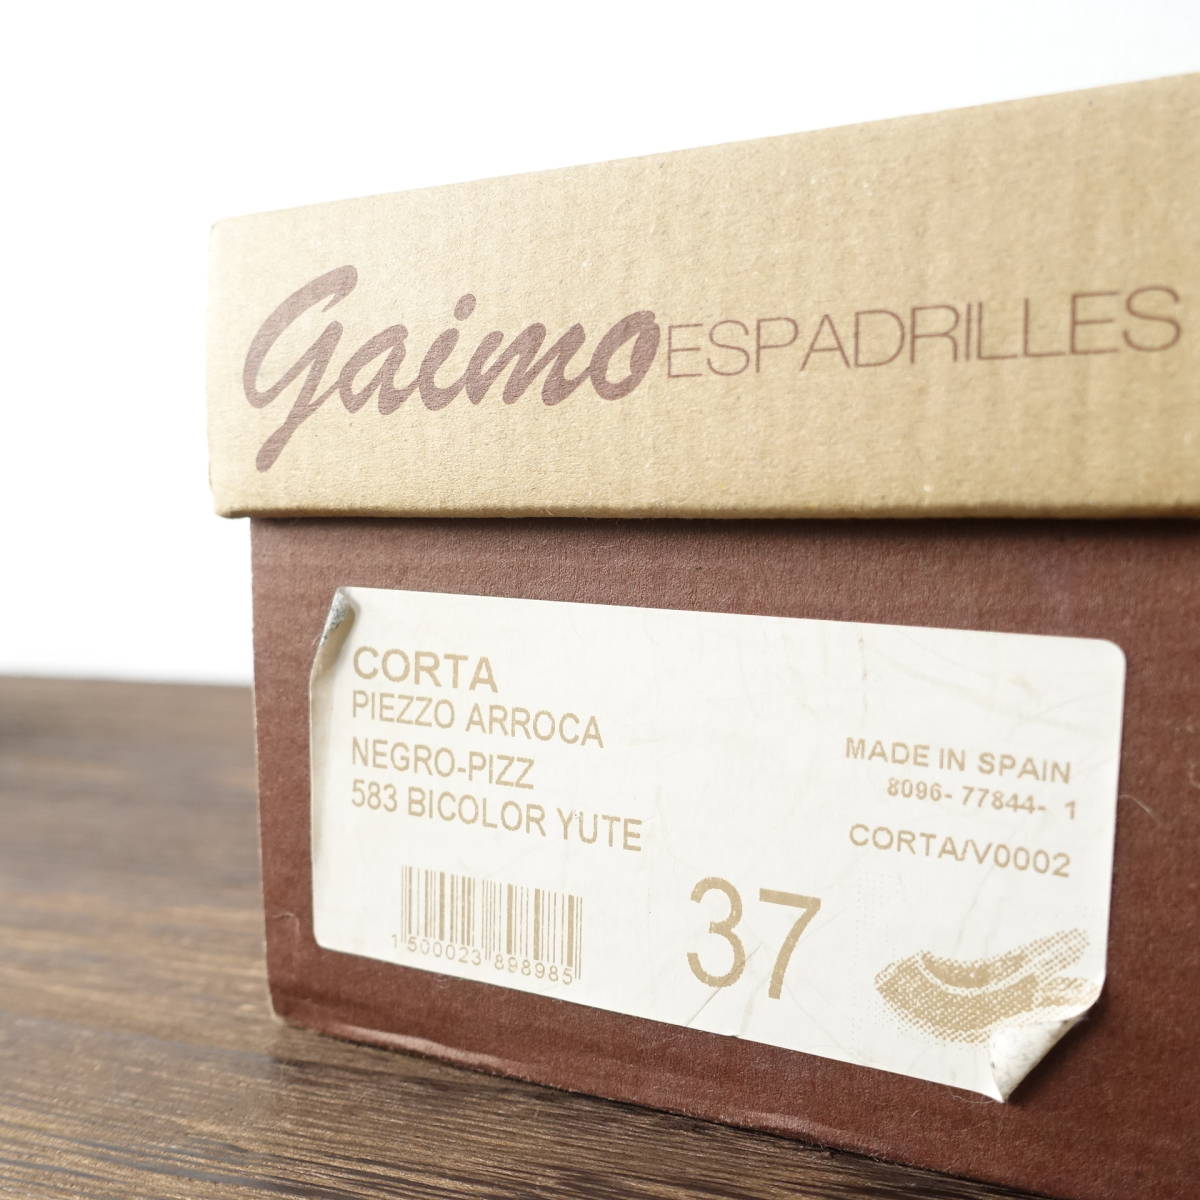 gaimo ESPADRILLES
CORTA
PIEZZO ARROCA
NEGRO-PIZZ
583 BICOLOR YUTE
MADE IN SPAIN
8096- 77844- 1
CORTA/V0002
37
1 500023 898985